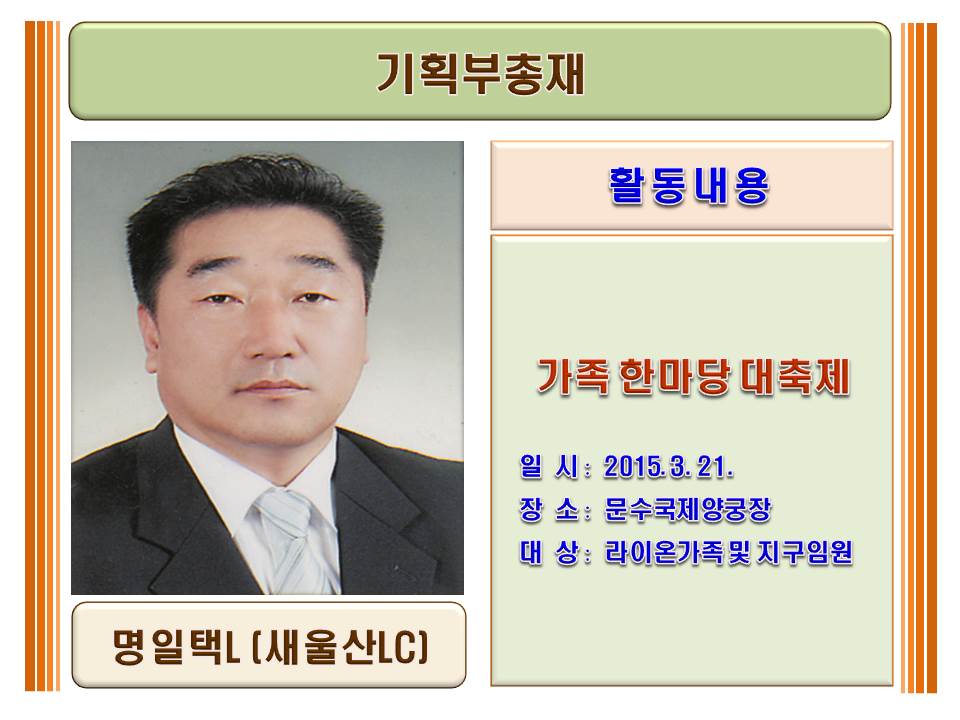 기획부총재
활동내용
가족 한마당 대축제
일 시 : 2015. 3. 21.
장 소 : 문수국제양궁장
대 상 : 라이온가족 및 지구임원
명일택L (새울산LC)